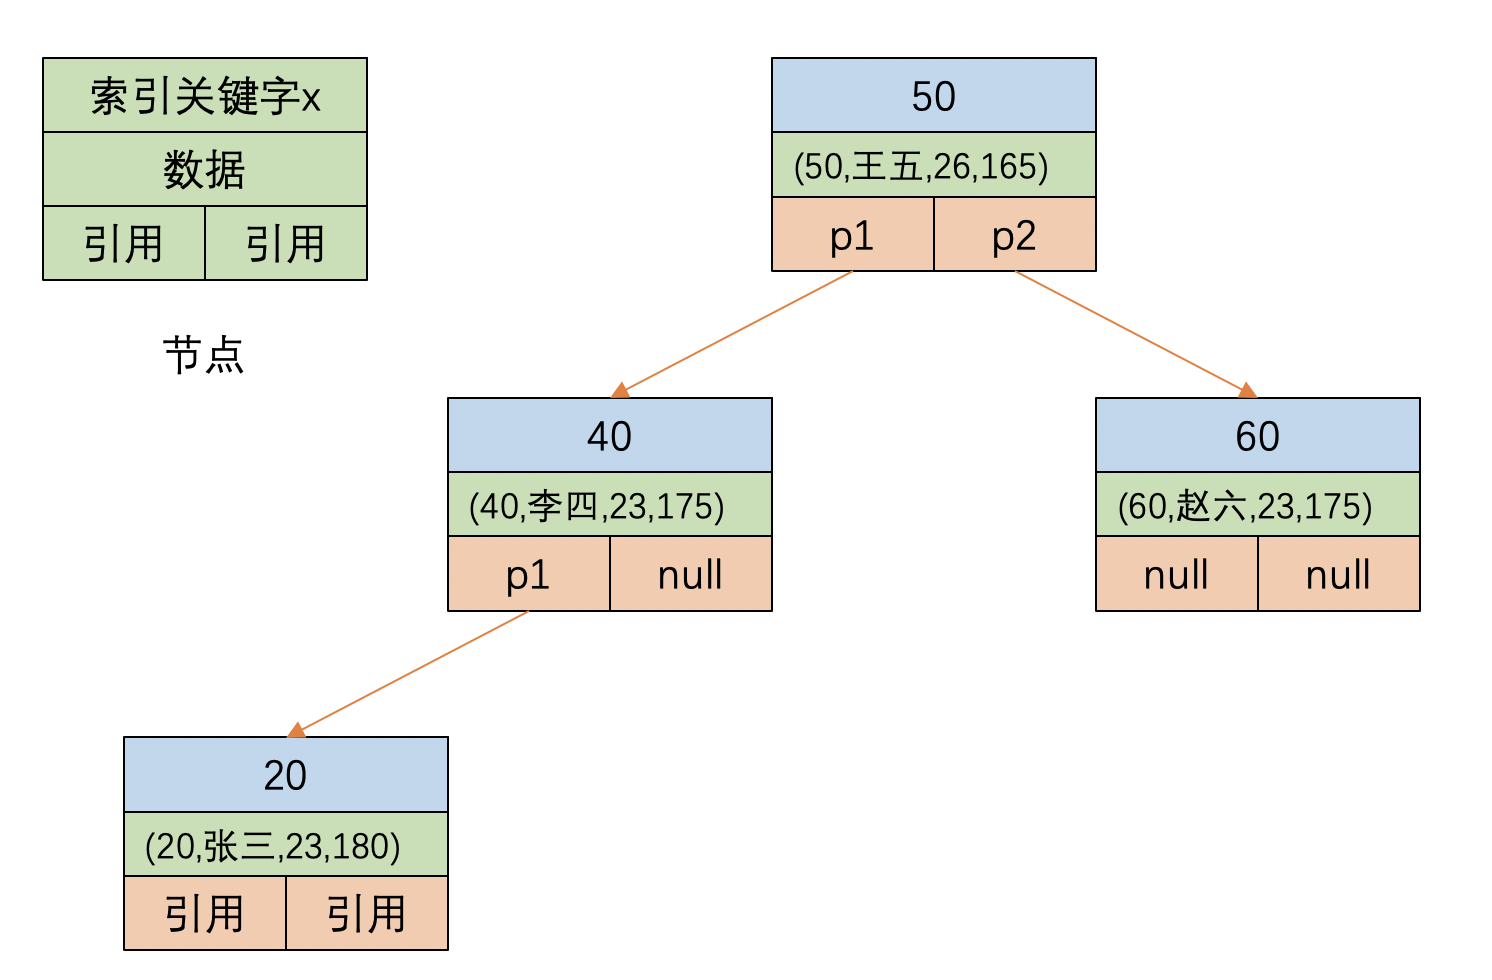 索引关键字x
数据
引用 引用
节点
50
(50,王五,26,165)
p1 p2
40
(40,李四,23,175)
p1 null
60
(60,赵六,23,175)
null null
20
(20,张三,23,180)
引用 引用